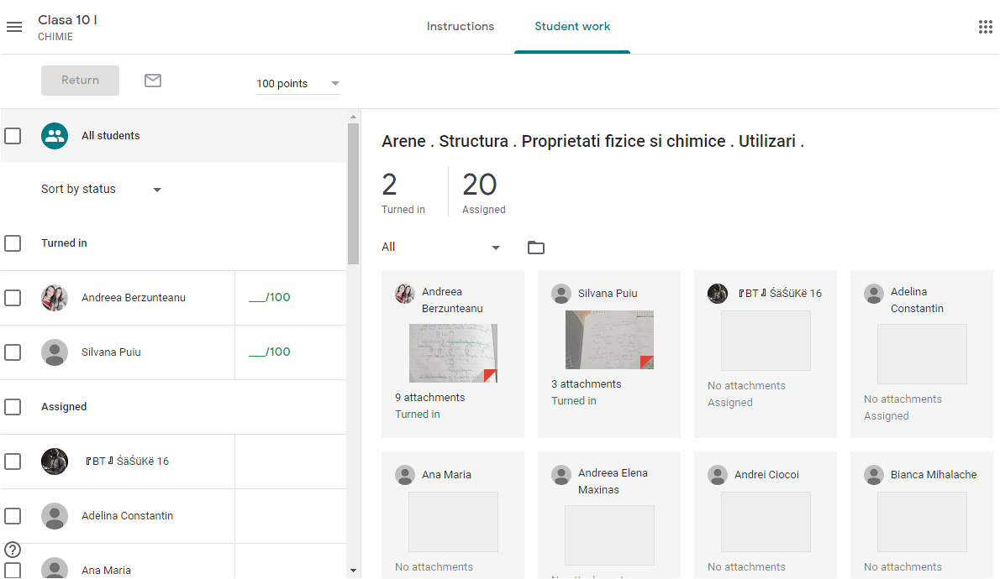 Clasa 10 I
CHIMIE
Instructions
Student work
Return
100 points
All students
Sort by status
Turned in
Andreea Berzunteanu
___/100
Silvana Puiu
___/100
Assigned
『BT』ŚäŚüKë 16
Adelina Constantin
Ana Maria
Arene . Structura . Proprietati fizice si chimice . Utilizari .
2
Turned in
20
Assigned
All
Andreea
Berzunteanu
9 attachments
Turned in
Silvana Puiu
3 attachments
Turned in
『BT』ŚäŚüKë 16
No attachments
Assigned
Adelina
Constantin
No attachments
Assigned
Ana Maria
No attachments
Andreea Elena
Maxinas
Andrei Ciocoi
No attachments
Bianca Mihalache
No attachments